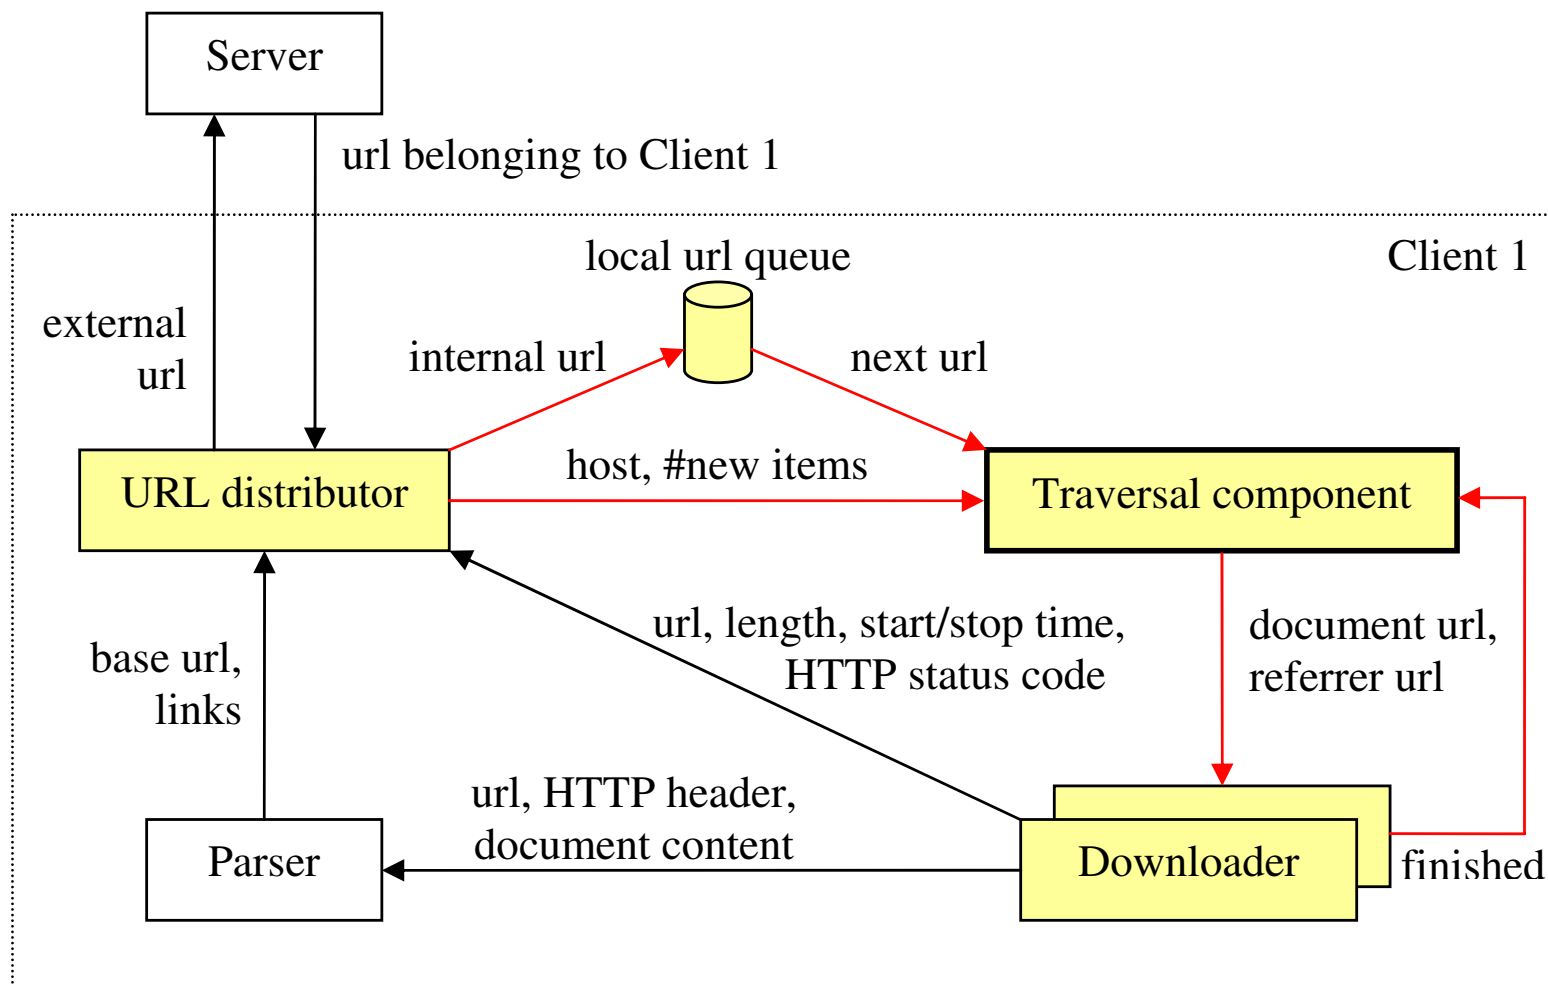 Server
url belonging to Client 1
local url queue
Client 1
external
url
internal url
next url
host, #new items
URL distributor
Traversal component
url, length, start/stop time,
HTTP status code
document url,
referrer url
base url,
links
url, HTTP header,
document content
Parser
Downloader
finished